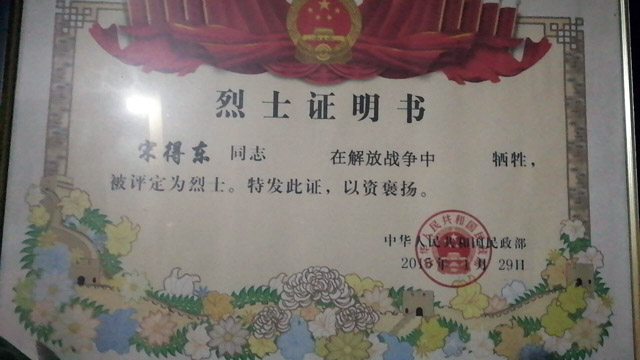 烈士证明书
宋得东 同志 在解放战争中 牺牲，
被评定为烈士。特发此证，以资褒扬。
中华人民共和国民政部
年 月 29日